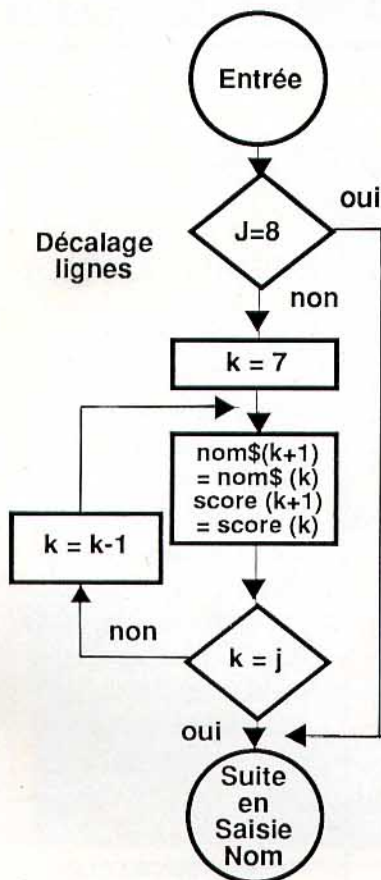 Entrée
J=8
oui
Décalage
lignes
non
k = 7
nom$(k+1)
= nom$ (k)
score (k+1)
= score (k)
k = k-1
non
k = j
oui
Suite
en
Saisie
Nom